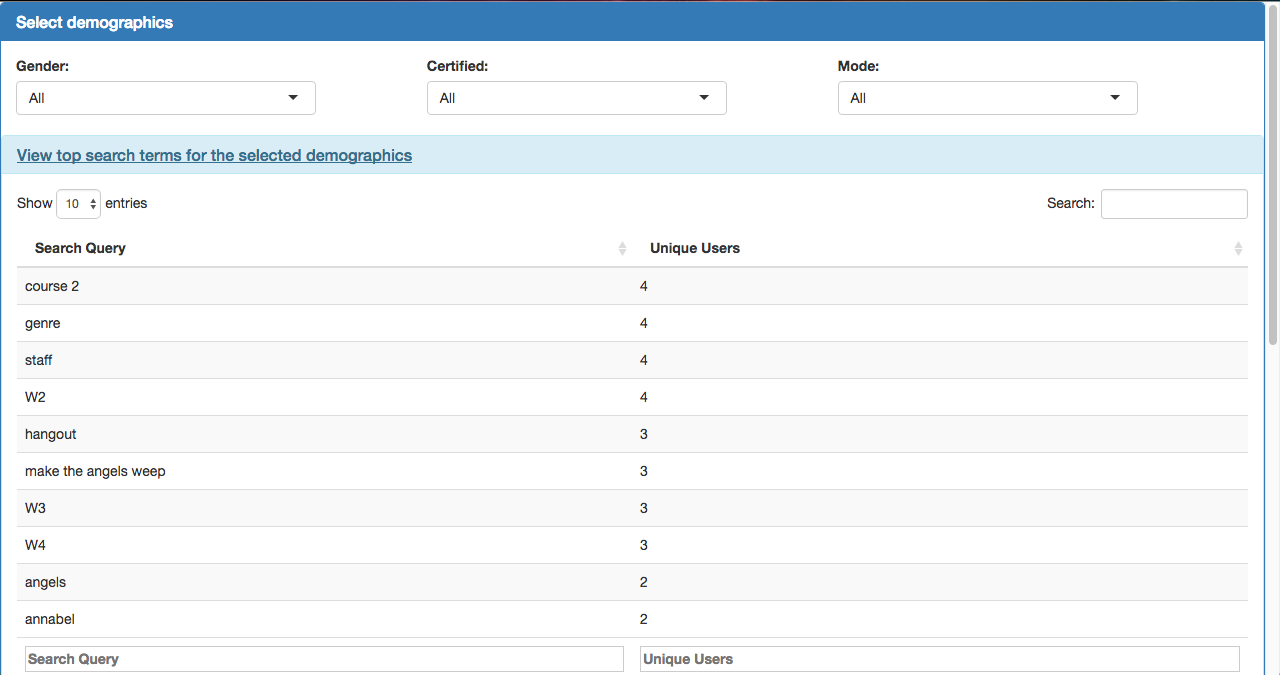 Select demographics
Gender: Certified: Mode:
All All All
View top search terms for the selected demographics
Show 10 entries Search:
Search Query Unique Users
course 2 4
genre 4
staff 4
W2 4
hangout 3
make the angels weep 3
W3 3
W4 3
angels 2
annabel 2
Search Query Unique Users